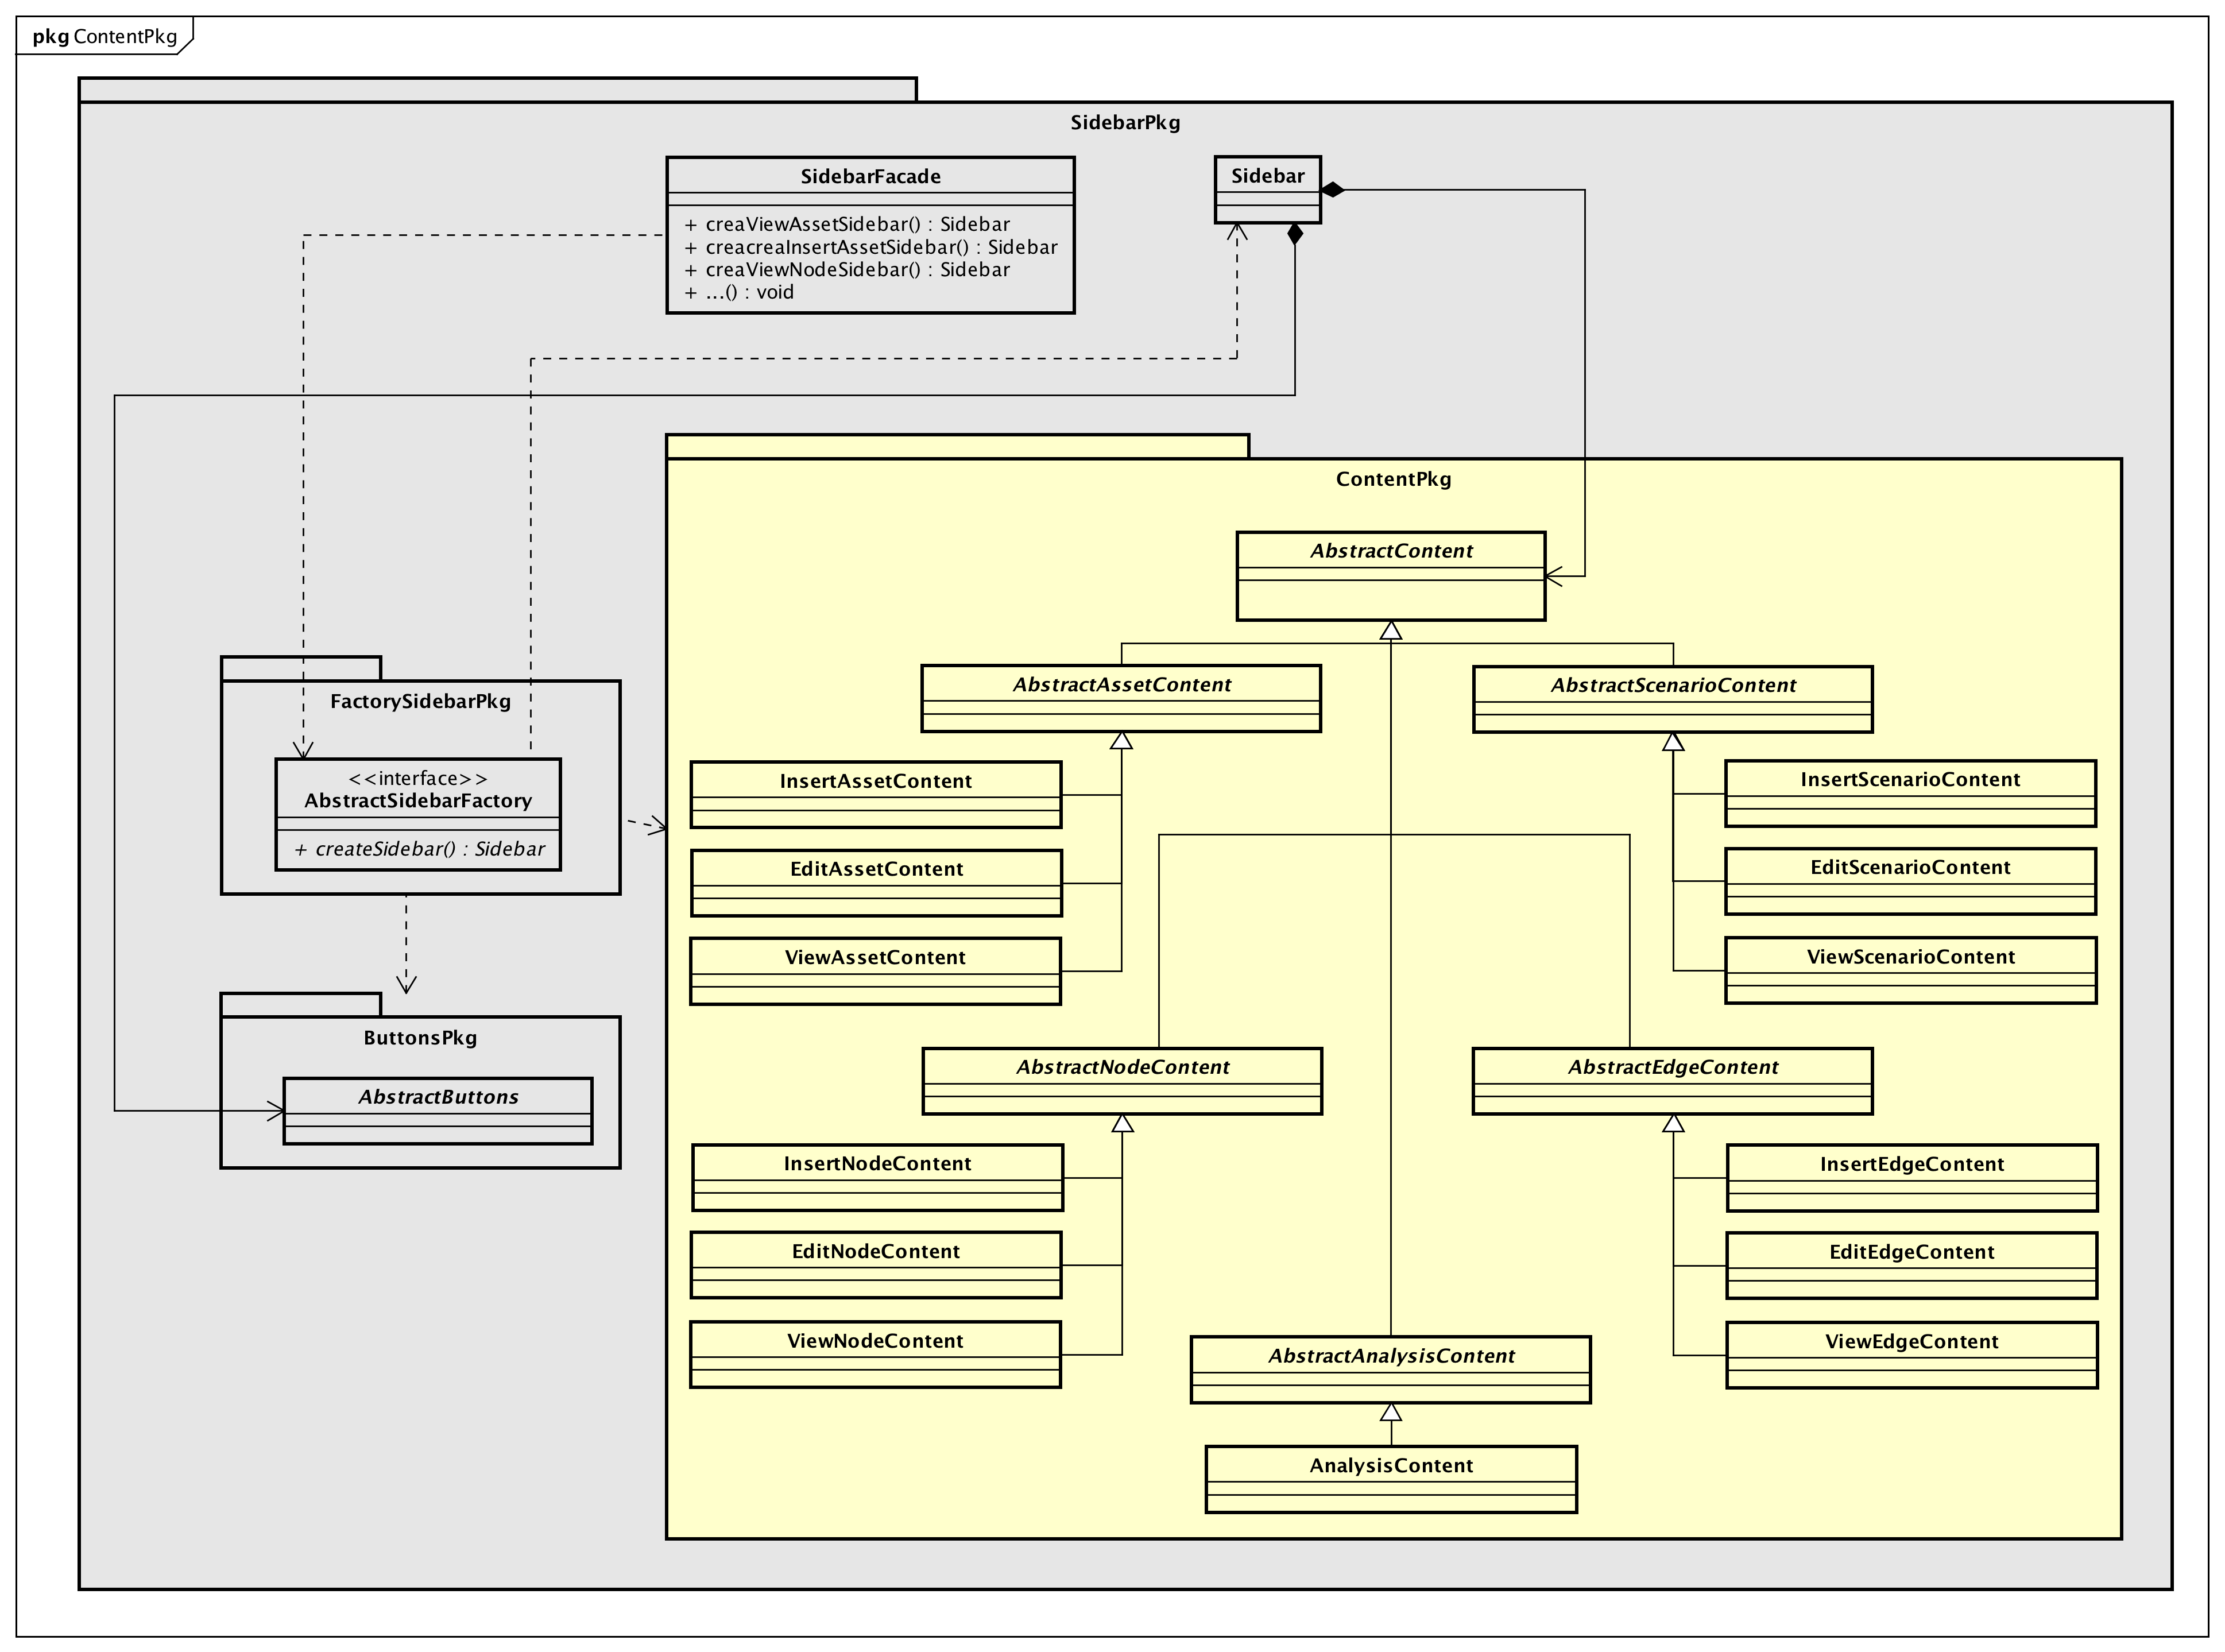 pkg ContentPkg
SidebarPkg
SidebarFacade
+ creaViewAssetSidebar() : Sidebar
+ creacreaInsertAssetSidebar() : Sidebar
+ creaViewNodeSidebar() : Sidebar
+ ...() : void
Sidebar
ContentPkg
AbstractContent
AbstractAssetContent
AbstractScenarioContent
FactorySidebarPkg
<<interface>>
AbstractSidebarFactory
+ createSidebar() : Sidebar
InsertAssetContent
InsertScenarioContent
EditAssetContent
EditScenarioContent
ViewAssetContent
ViewScenarioContent
ButtonsPkg
AbstractButtons
AbstractNodeContent
AbstractEdgeContent
InsertNodeContent
InsertEdgeContent
EditNodeContent
EditEdgeContent
ViewNodeContent
ViewEdgeContent
AbstractAnalysisContent
AnalysisContent